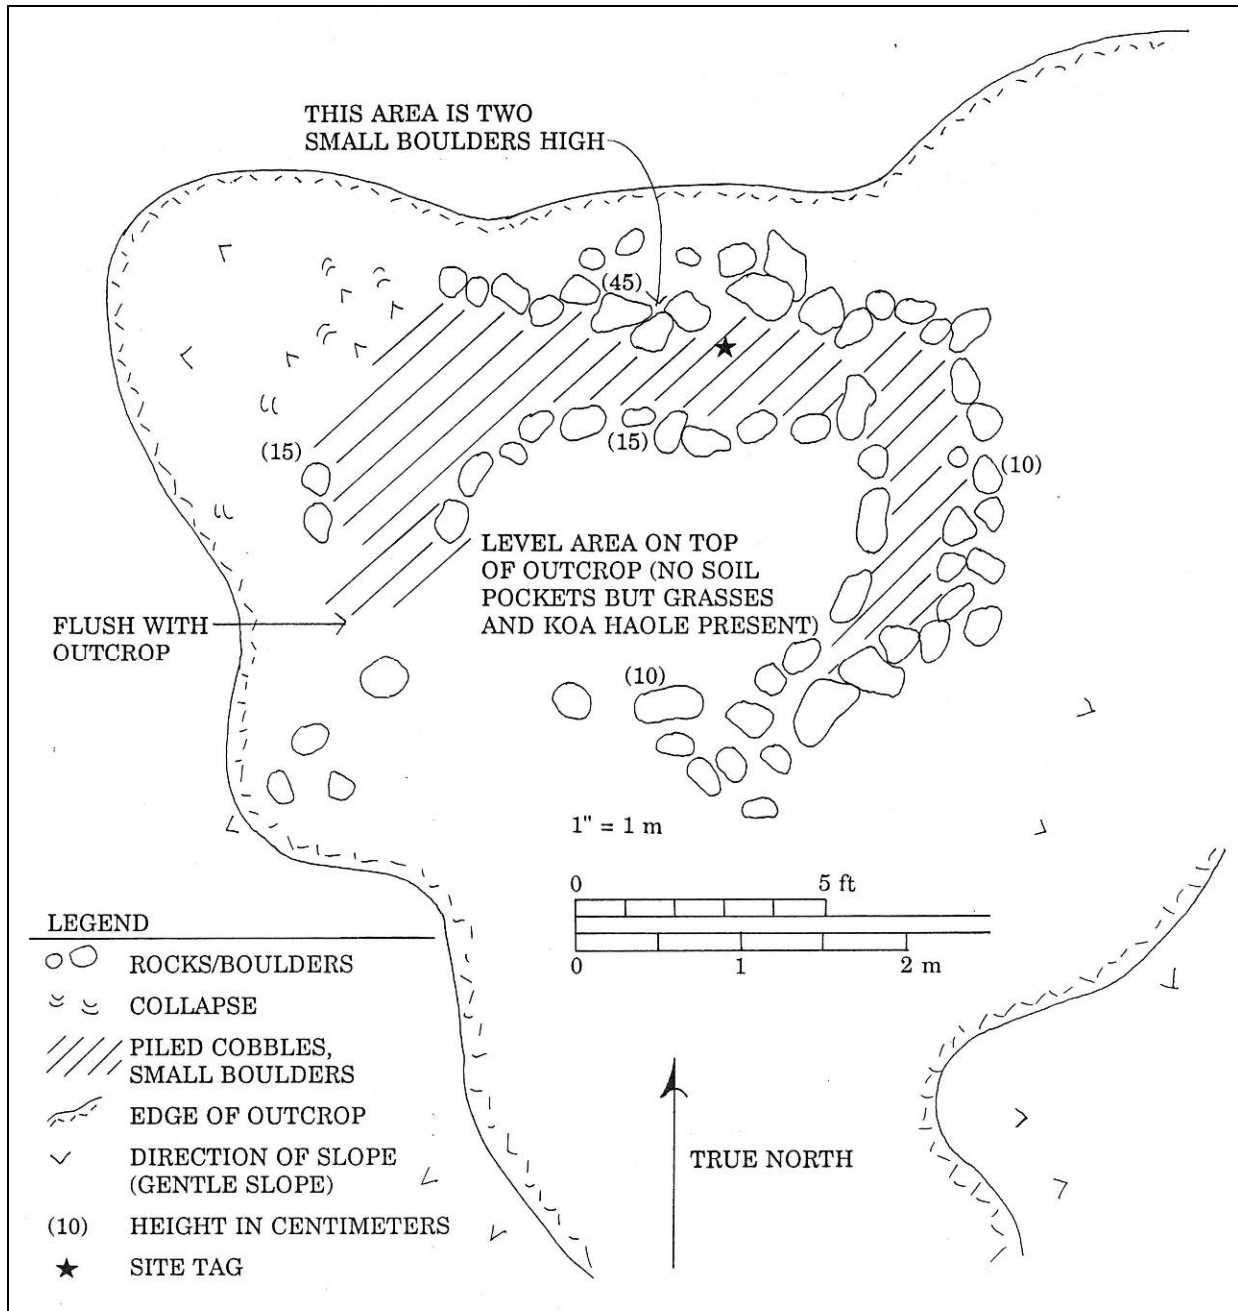 THIS AREA IS TWO
SMALL BOULDERS HIGH
(45)
(15)
(15)
(10)
LEVEL AREA ON TOP
OF OUTCROP (NO SOIL
POCKETS BUT GRASSES
AND KOA HAOLE PRESENT)
FLUSH WITH
OUTCROP
(10)
1" = 1 m
0 5 ft
0 1 2 m
LEGEND
ROCKS/BOULDERS
COLLAPSE
PILED COBBLES,
SMALL BOULDERS
EDGE OF OUTCROP
DIRECTION OF SLOPE
(GENTLE SLOPE)
(10) HEIGHT IN CENTIMETERS
SITE TAG
TRUE NORTH